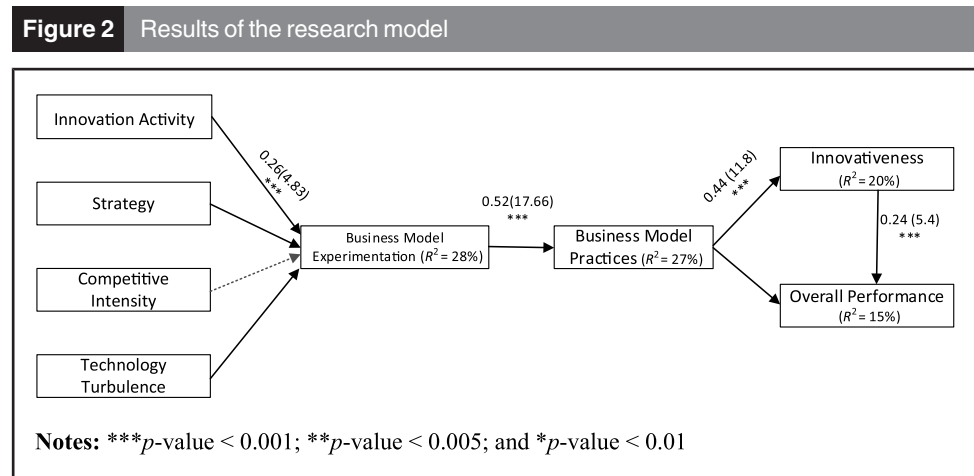 Figure 2 Results of the research model
Innovation Activity
Strategy
Competitive
Intensity
Technology
Turbulence
0.26(4.83)
***
Business Model
Experimentation (R² = 28%)
0.52(17.66)
***
Business Model
Practices (R² = 27%)
0.44 (11.8)
***
Innovativeness
(R² = 20%)
0.24 (5.4)
***
Overall Performance
(R² = 15%)
Notes: ***p-value < 0.001; **p-value < 0.005; and *p-value < 0.01